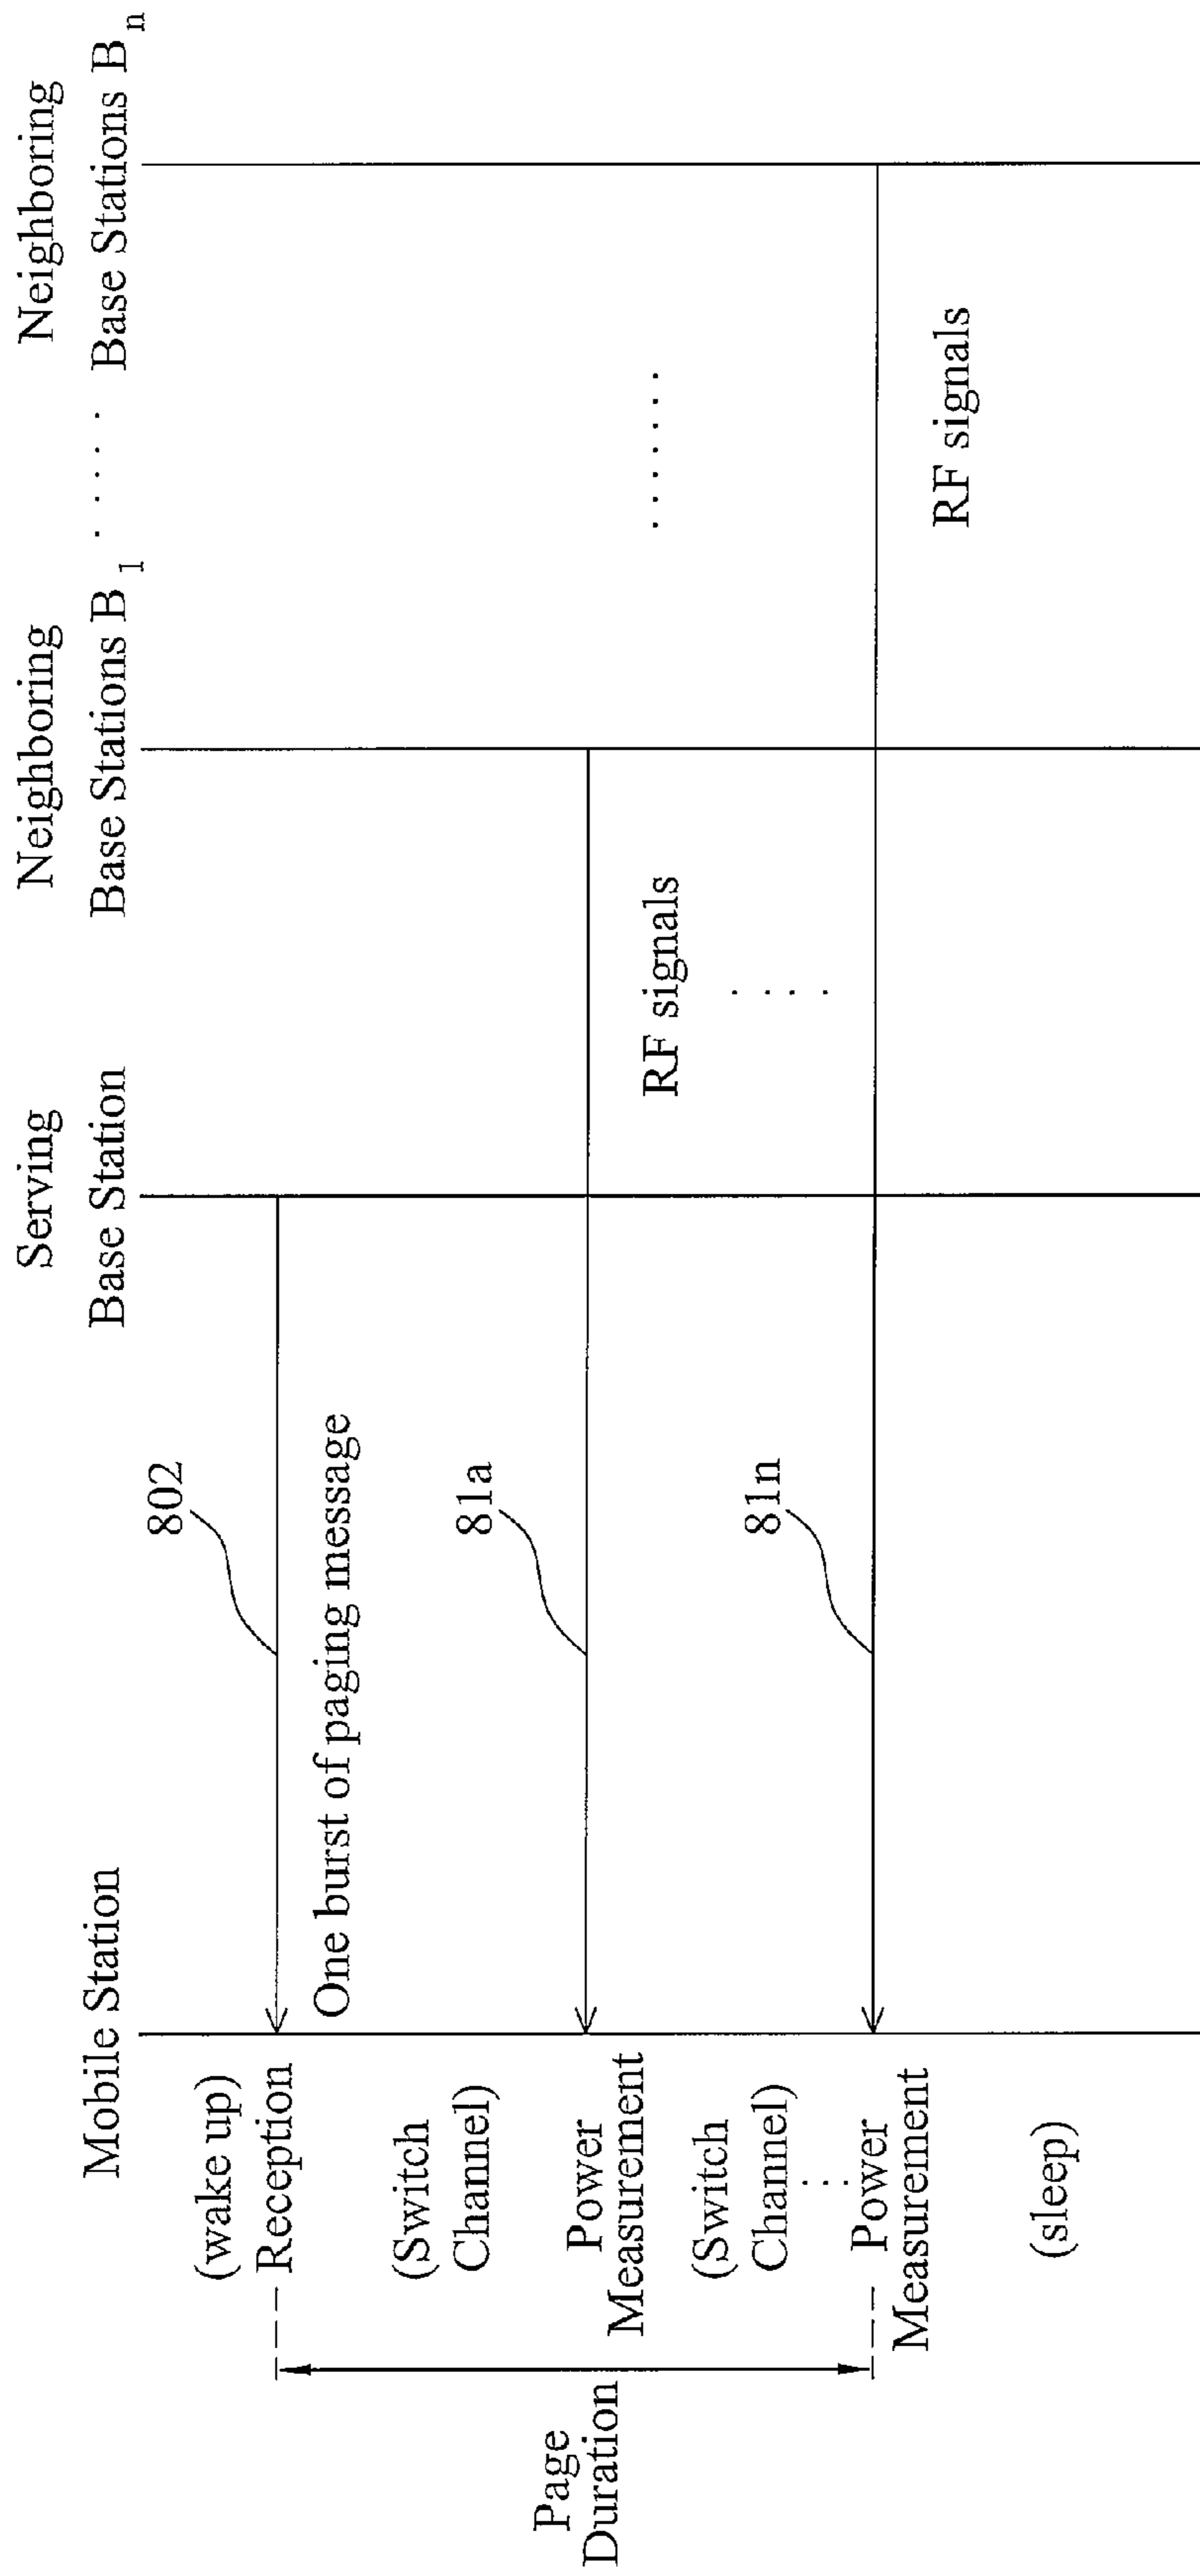 Mobile Station
Serving
Base Station
Neighboring
Base Stations B1
.....
Neighboring
Base Stations Bn
(wake up)
Reception
802
One burst of paging message
(Switch
Channel)
81a
Power
Measurement
RF signals
.......
....
Page
Duration
(Switch
Channel)
...
81n
Power
Measurement
RF signals
(sleep)